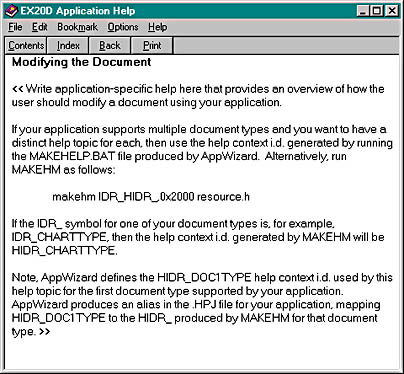 EX20D Application Help
File Edit Bookmark Options Help
Contents Index Back Print
Modifying the Document
<< Write application-specific help here that provides an overview of how the
user should modify a document using your application.
If your application supports multiple document types and you want to have a
distinct help topic for each, then use the help context i.d. generated by running
the MAKEHELP.BAT file produced by AppWizard. Alternatively, run
MAKEHM as follows:
makehm IDR_HIDR_,0x2000 resource.h
If the IDR_ symbol for one of your document types is, for example,
IDR_CHARTTYPE, then the help context i.d. generated by MAKEHM will be
HIDR_CHARTTYPE.
Note, AppWizard defines the HIDR_DOC1TYPE help context i.d. used by this
help topic for the first document type supported by your application.
AppWizard produces an alias in the .HPJ file for your application, mapping
HIDR_DOC1TYPE to the HIDR_ produced by MAKEHM for that document
type. >>